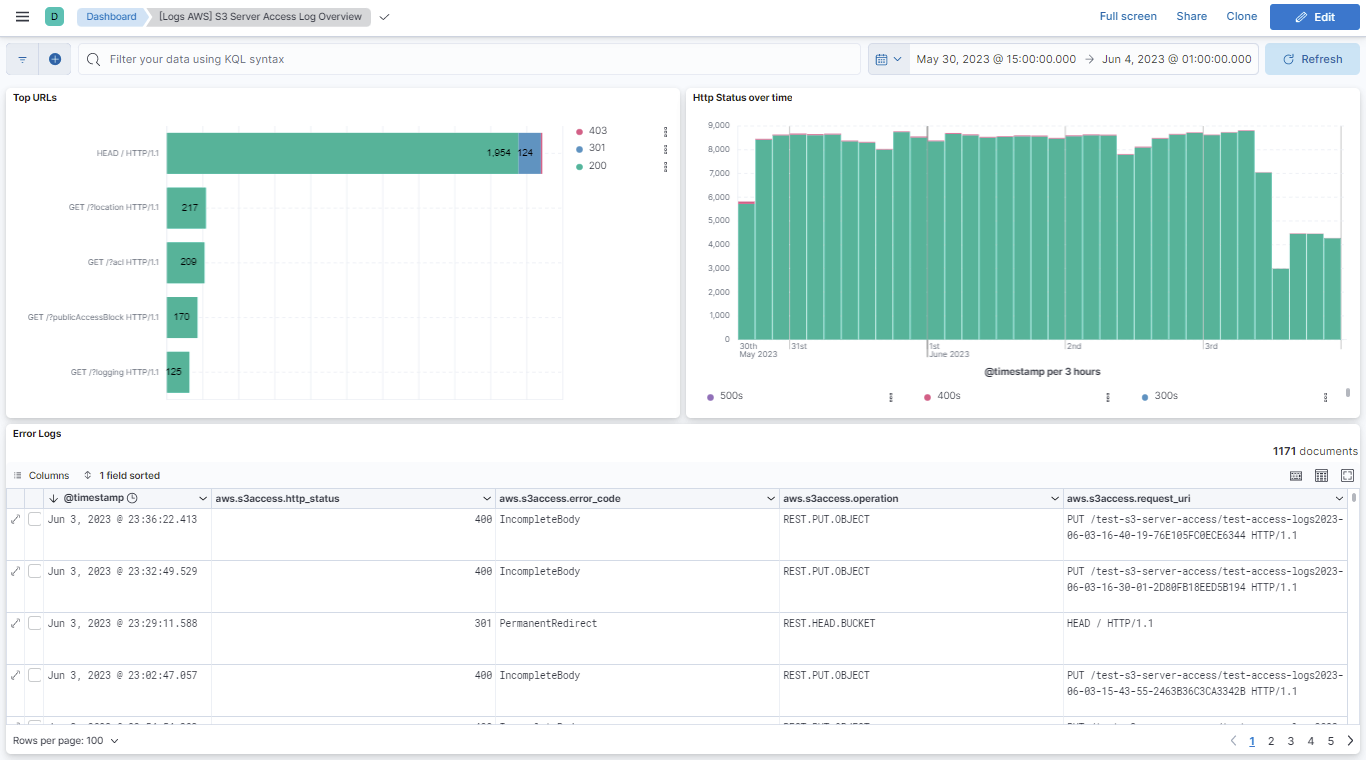 D Dashboard [Logs AWS] S3 Server Access Log Overview Full screen Share Clone Edit
Filter your data using KQL syntax May 30, 2023 @ 15:00:00.000 → Jun 4, 2023 @ 01:00:00.000 Refresh
Top URLs
HEAD / HTTP/1.1 1,954 124
GET /?location HTTP/1.1 217
GET /?acl HTTP/1.1 209
GET /?publicAccessBlock HTTP/1.1 170
GET /?logging HTTP/1.1 125
403
301
200
Http Status over time
9,000
8,000
7,000
6,000
5,000
4,000
3,000
2,000
1,000
0
30th 31st 1st 2nd 3rd
May 2023 June 2023
@timestamp per 3 hours
500s 400s 300s
Error Logs
1171 documents
Columns 1 field sorted
@timestamp aws.s3access.http_status aws.s3access.error_code aws.s3access.operation aws.s3access.request_uri
Jun 3, 2023 @ 23:36:22.413 400 IncompleteBody REST.PUT.OBJECT PUT /test-s3-server-access/test-access-logs2023-
06-03-16-40-19-76E105FC0ECE6344 HTTP/1.1
Jun 3, 2023 @ 23:32:49.529 400 IncompleteBody REST.PUT.OBJECT PUT /test-s3-server-access/test-access-logs2023-
06-03-16-30-01-2D80FB18EED5B194 HTTP/1.1
Jun 3, 2023 @ 23:29:11.588 301 PermanentRedirect REST.HEAD.BUCKET HEAD / HTTP/1.1
Jun 3, 2023 @ 23:02:47.057 400 IncompleteBody REST.PUT.OBJECT PUT /test-s3-server-access/test-access-logs2023-
06-03-15-43-55-2463B36C3CA3342B HTTP/1.1
Rows per page: 100 1 2 3 4 5